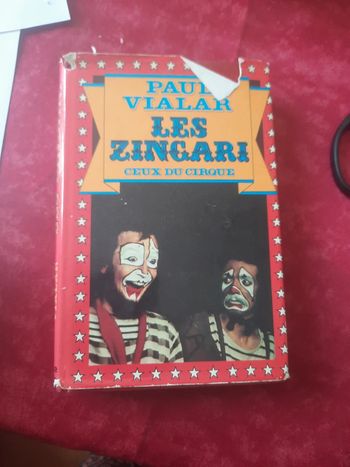 PAUL
VIALAR
LES
ZINGARI
CEUX DU CIRQUE